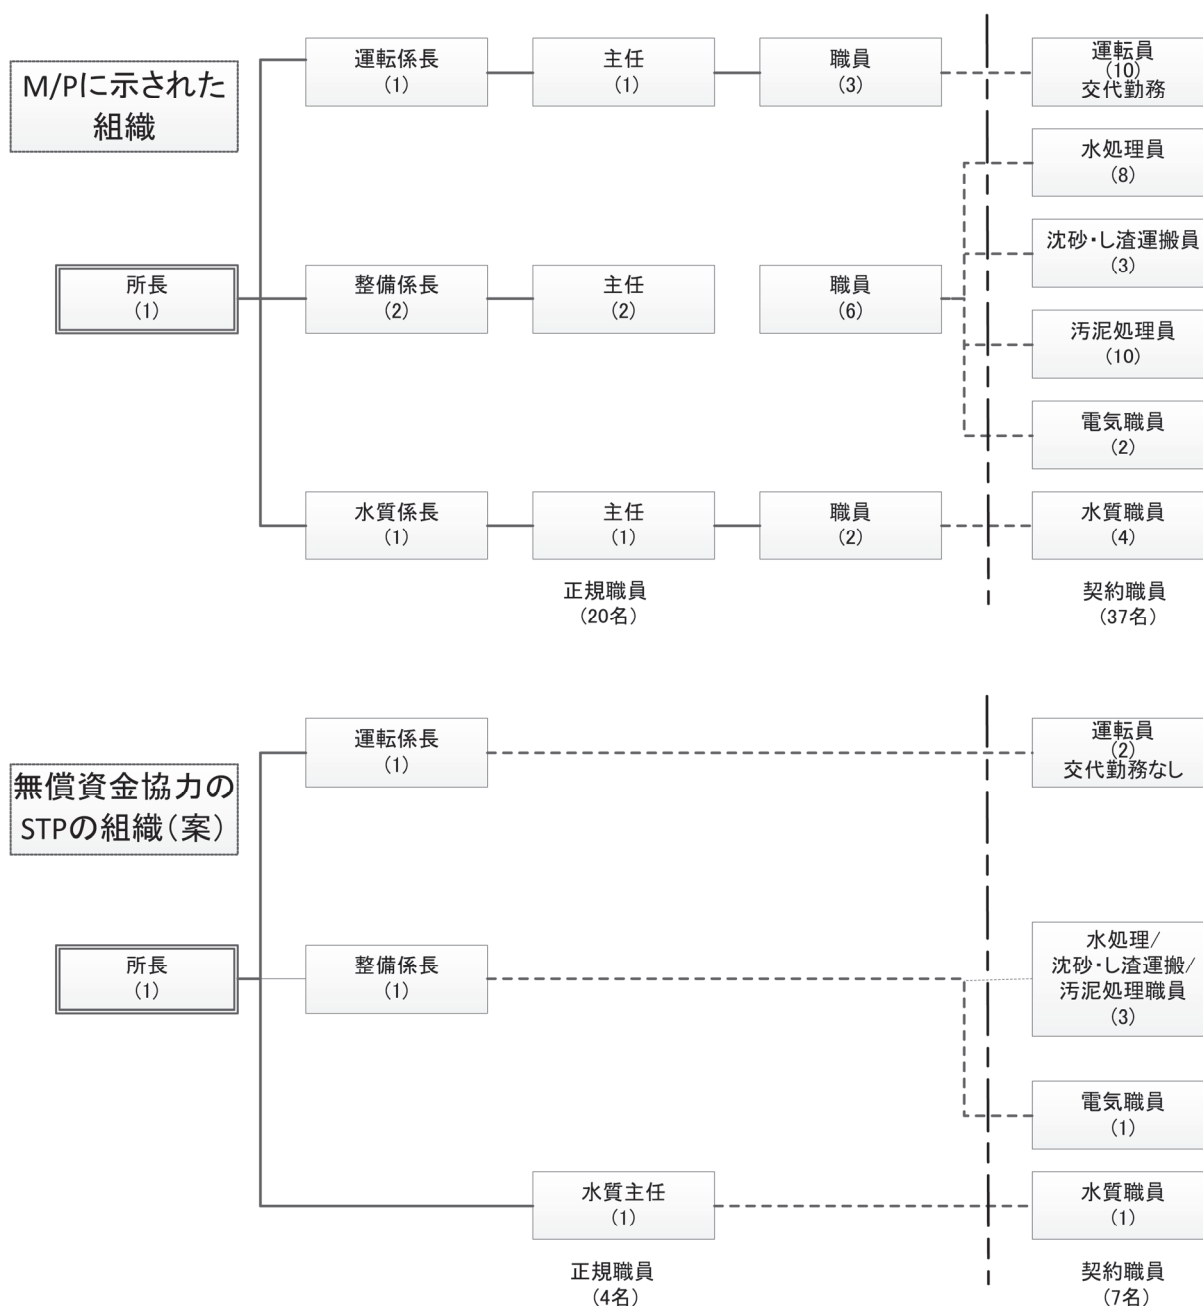 M/Pに示された
組織
運転係長
(1)
主任
(1)
職員
(3)
運転員
(10)
交代勤務
水処理員
(8)
沈砂・し渣運搬員
(3)
所長
(1)
整備係長
(2)
主任
(2)
職員
(6)
汚泥処理員
(10)
電気職員
(2)
水質係長
(1)
主任
(1)
職員
(2)
水質職員
(4)
正規職員
(20名)
契約職員
(37名)
無償資金協力の
STPの組織(案)
運転係長
(1)
運転員
(2)
交代勤務なし
所長
(1)
整備係長
(1)
水処理/
沈砂・し渣運搬/
汚泥処理職員
(3)
電気職員
(1)
水質主任
(1)
水質職員
(1)
正規職員
(4名)
契約職員
(7名)